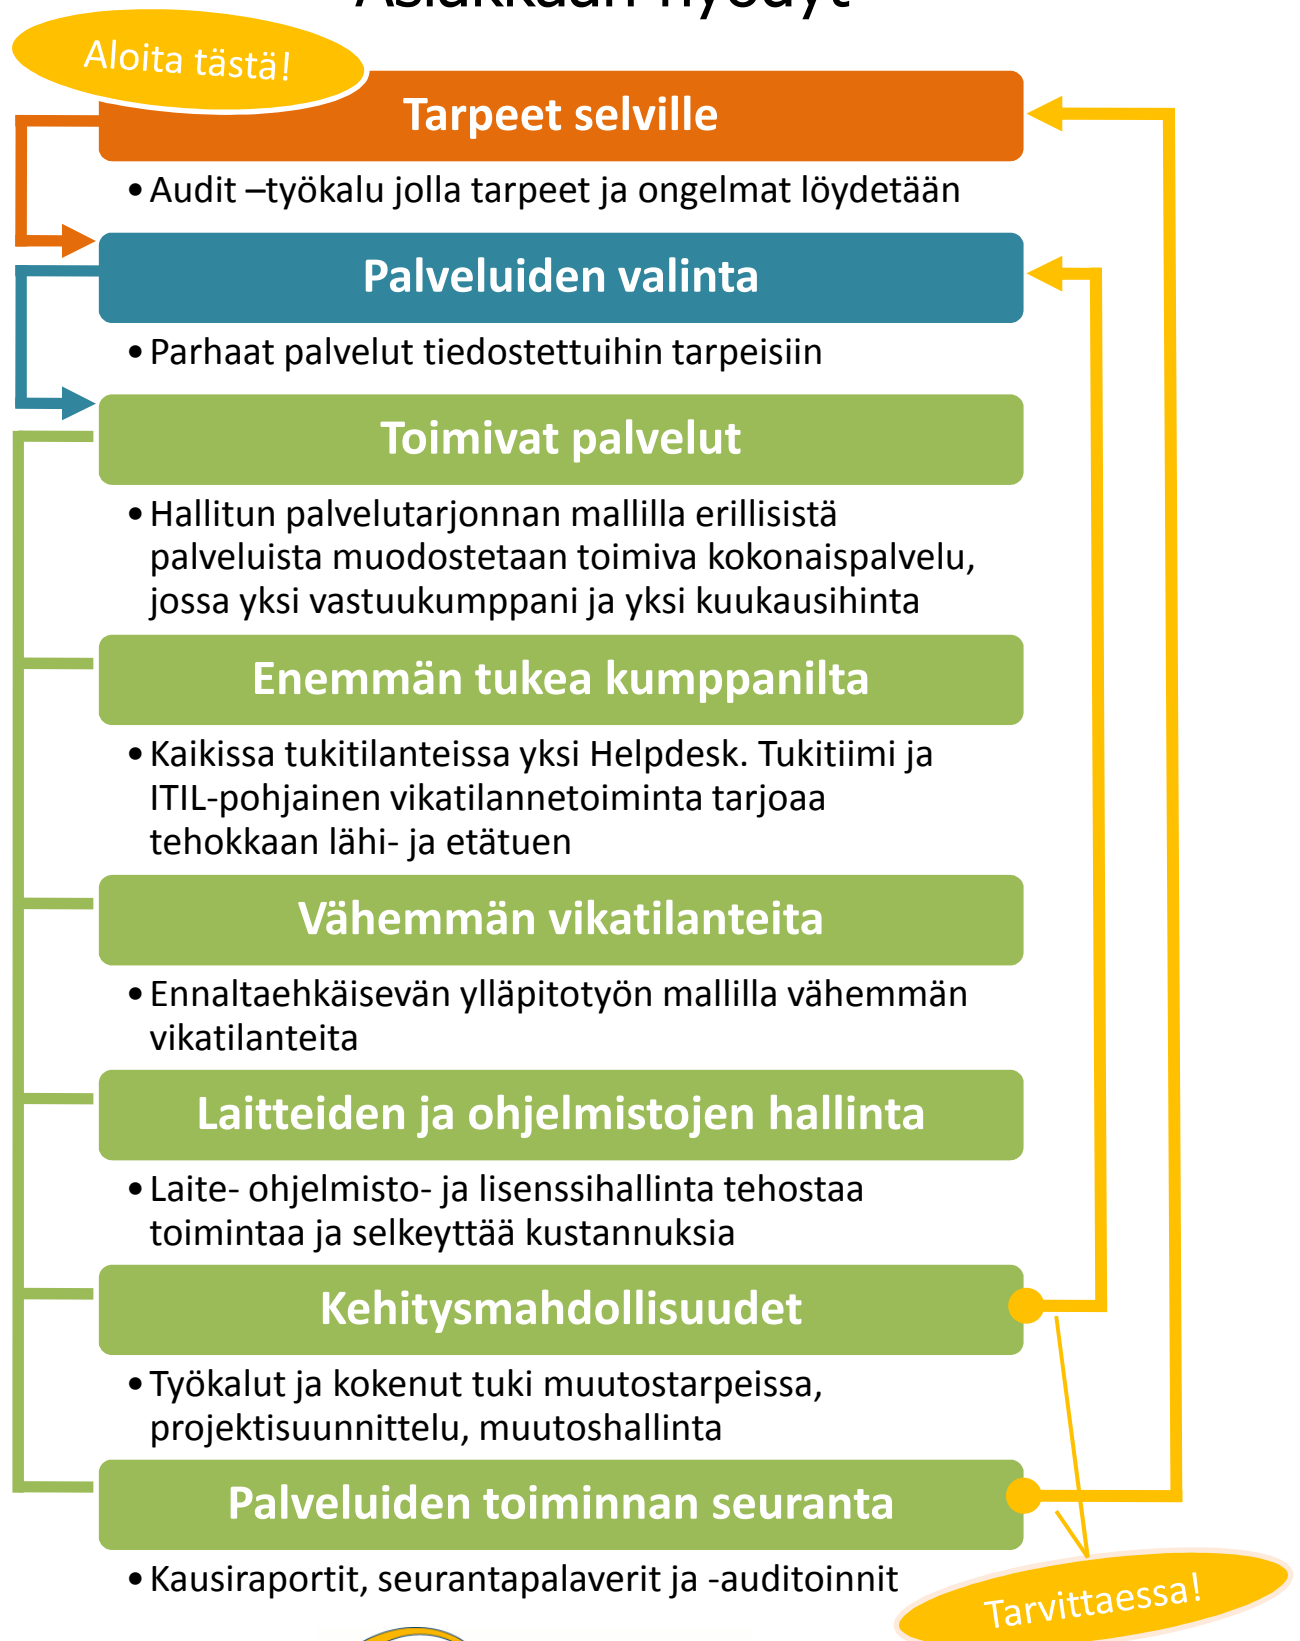 Asiakkaan hyödyt
Aloita tästä!
Tarpeet selville
•Audit –työkalu jolla tarpeet ja ongelmat löydetään
Palveluiden valinta
•Parhaat palvelut tiedostettuihin tarpeisiin
Toimivat palvelut
•Hallitun palvelutarjonnan mallilla erillisistä
palveluista muodostetaan toimiva kokonaispalvelu,
jossa yksi vastuukumppani ja yksi kuukausihinta
Enemmän tukea kumppanilta
•Kaikissa tukitilanteissa yksi Helpdesk. Tukitiimi ja
ITIL-pohjainen vikatilannetoiminta tarjoaa
tehokkaan lähi- ja etätuen
Vähemmän vikatilanteita
•Ennaltaehkäisevän ylläpitotyön mallilla vähemmän
vikatilanteita
Laitteiden ja ohjelmistojen hallinta
•Laite- ohjelmisto- ja lisenssihallinta tehostaa
toimintaa ja selkeyttää kustannuksia
Kehitysmahdollisuudet
•Työkalut ja kokenut tuki muutostarpeissa,
projektisuunnittelu, muutoshallinta
Palveluiden toiminnan seuranta
•Kausiraportit, seurantapalaverit ja -auditoinnit
Tarvittaessa!